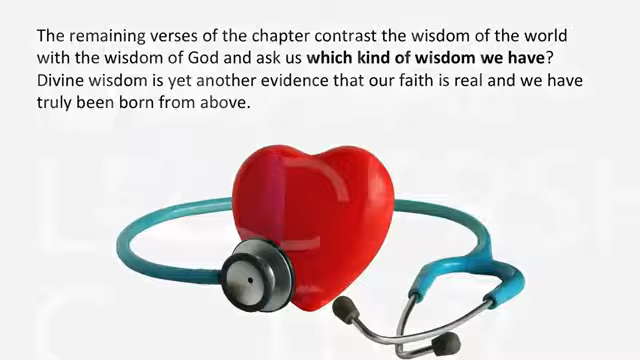 The remaining verses of the chapter contrast the wisdom of the world
with the wisdom of God and ask us which kind of wisdom we have?
Divine wisdom is yet another evidence that our faith is real and we have
truly been born from above.